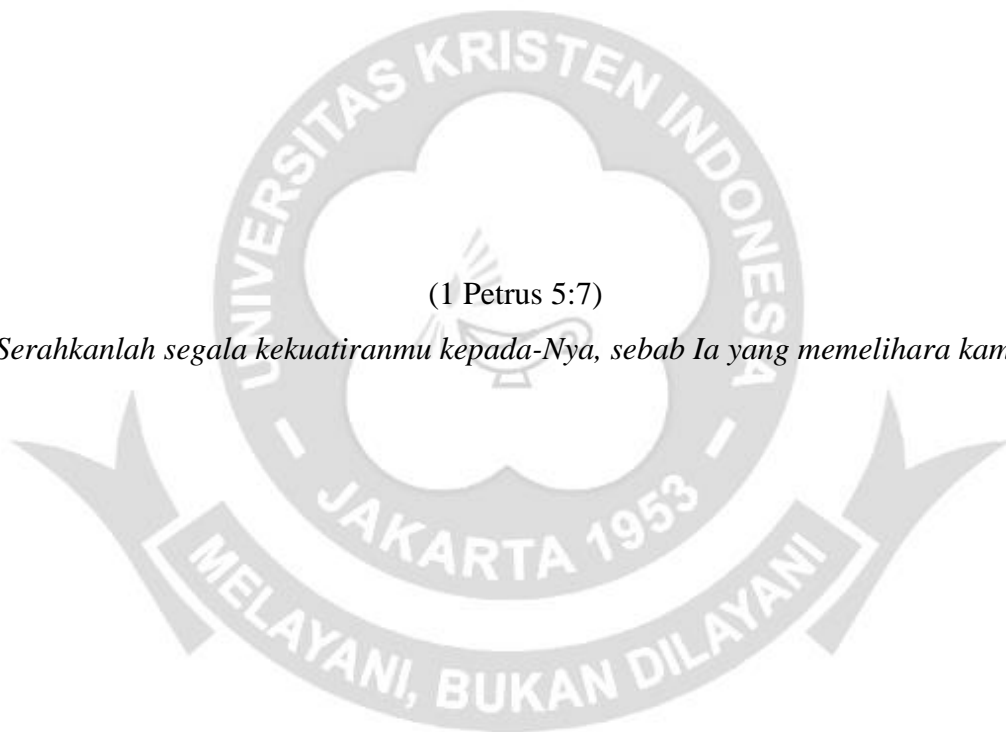 UNIVERSITAS KRISTEN INDONESIA
(1 Petrus 5:7)
Serahkanlah segala kekuatiranmu kepada-Nya, sebab Ia yang memelihara kam
JAKARTA 1953
MELAYANI, BUKAN DILAYANI